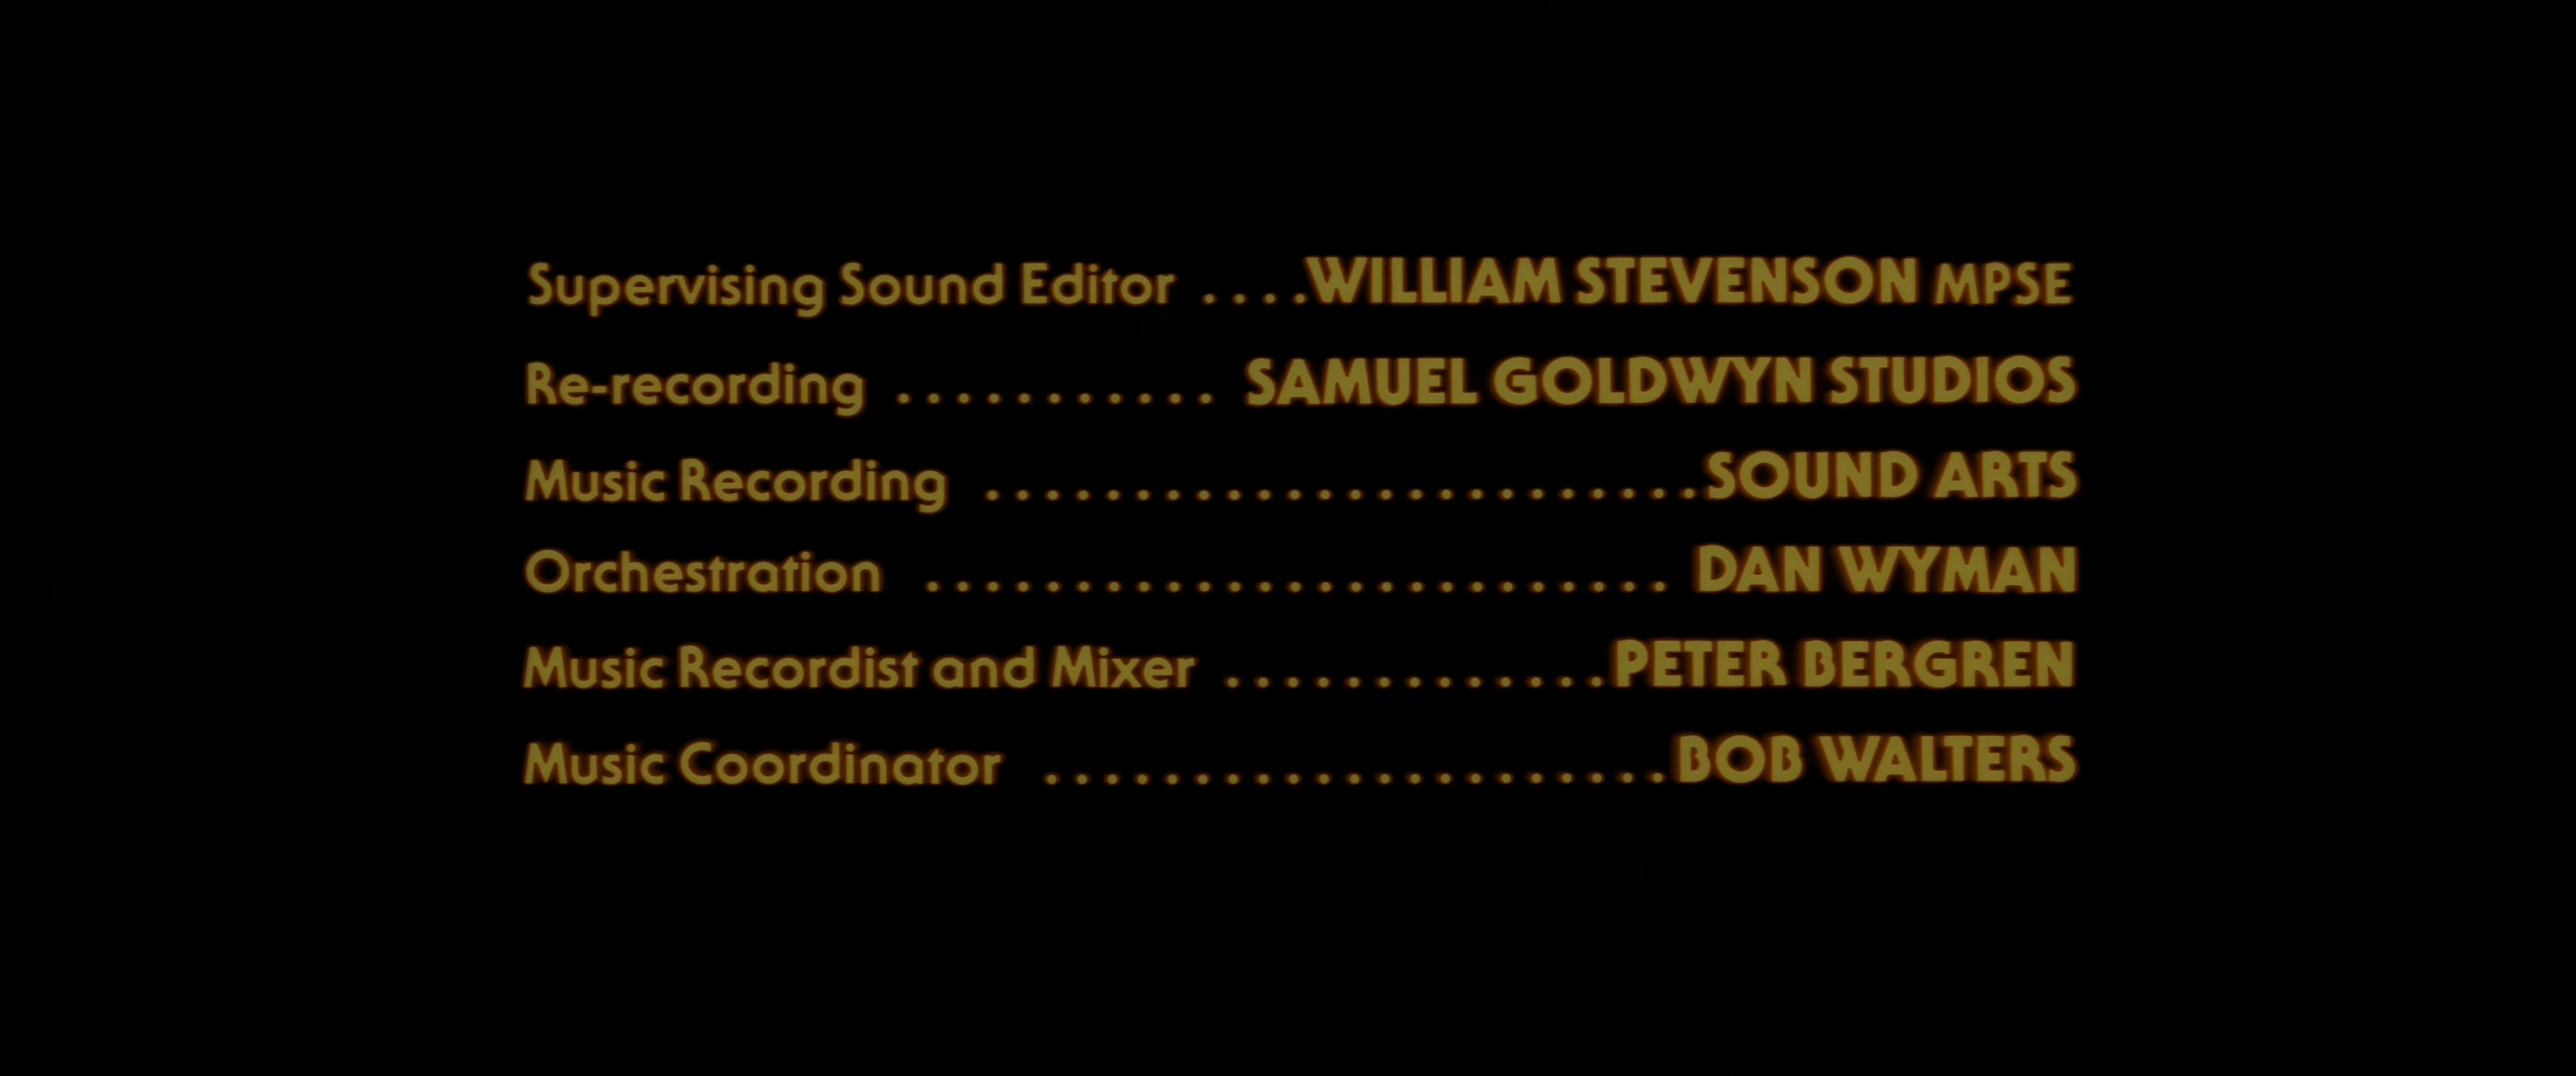 Supervising Sound Editor ....WILLIAM STEVENSON MPSE
Re-recording ........... SAMUEL GOLDWYN STUDIOS
Music Recording ........................SOUND ARTS
Orchestration ......................... DAN WYMAN
Music Recordist and Mixer .............PETER BERGREN
Music Coordinator .....................BOB WALTERS